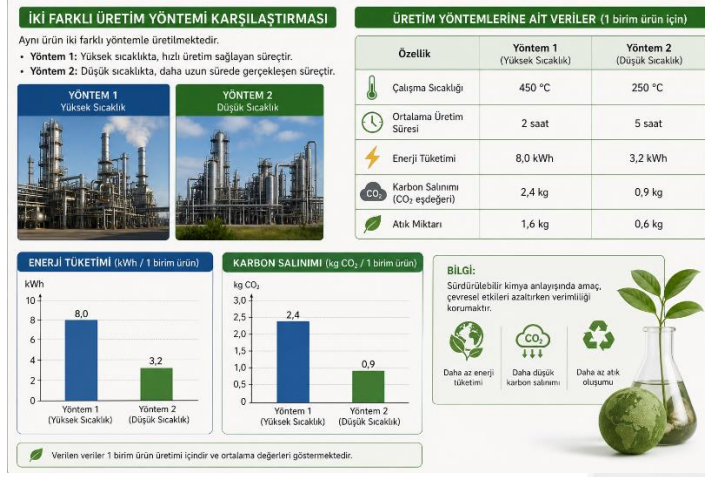 İKİ FARKLI ÜRETİM YÖNTEMİ KARŞILAŞTIRMASI
Aynı ürün iki farklı yöntemle üretilmektedir.
• Yöntem 1: Yüksek sıcaklıkta, hızlı üretim sağlayan süreçtir.
• Yöntem 2: Düşük sıcaklıkta, daha uzun sürede gerçekleşen süreçtir.
YÖNTEM 1
Yüksek Sıcaklık
YÖNTEM 2
Düşük Sıcaklık
ÜRETİM YÖNTEMLERİNE AİT VERİLER (1 birim ürün için)
Özellik
Yöntem 1
(Yüksek Sıcaklık)
Yöntem 2
(Düşük Sıcaklık)
Çalışma Sıcaklığı 450 °C 250 °C
Ortalama Üretim
Süresi
2 saat 5 saat
Enerji Tüketimi 8,0 kWh 3,2 kWh
CO₂
Karbon Salınımı
(CO₂ eşdeğeri)
2,4 kg 0,9 kg
Atık Miktarı 1,6 kg 0,6 kg
ENERJİ TÜKETİMİ (kWh / 1 birim ürün)
kWh
10
8
6
4
2
0
8,0
3,2
Yöntem 1
(Yüksek Sıcaklık)
Yöntem 2
(Düşük Sıcaklık)
KARBON SALINIMI (kg CO₂ / 1 birim ürün)
kg CO₂
3,0
2,5
2,0
1,5
1,0
0,5
0
2,4
0,9
Yöntem 1
(Yüksek Sıcaklık)
Yöntem 2
(Düşük Sıcaklık)
BİLGİ:
Sürdürülebilir kimya anlayışında amaç,
çevresel etkileri azaltırken verimliliği
korumaktır.
CO₂
Daha az enerji
tüketimi
Daha düşük
karbon salınımı
Daha az atık
oluşumu
Verilen veriler 1 birim ürün üretimi içindir ve ortalama değerleri göstermektedir.